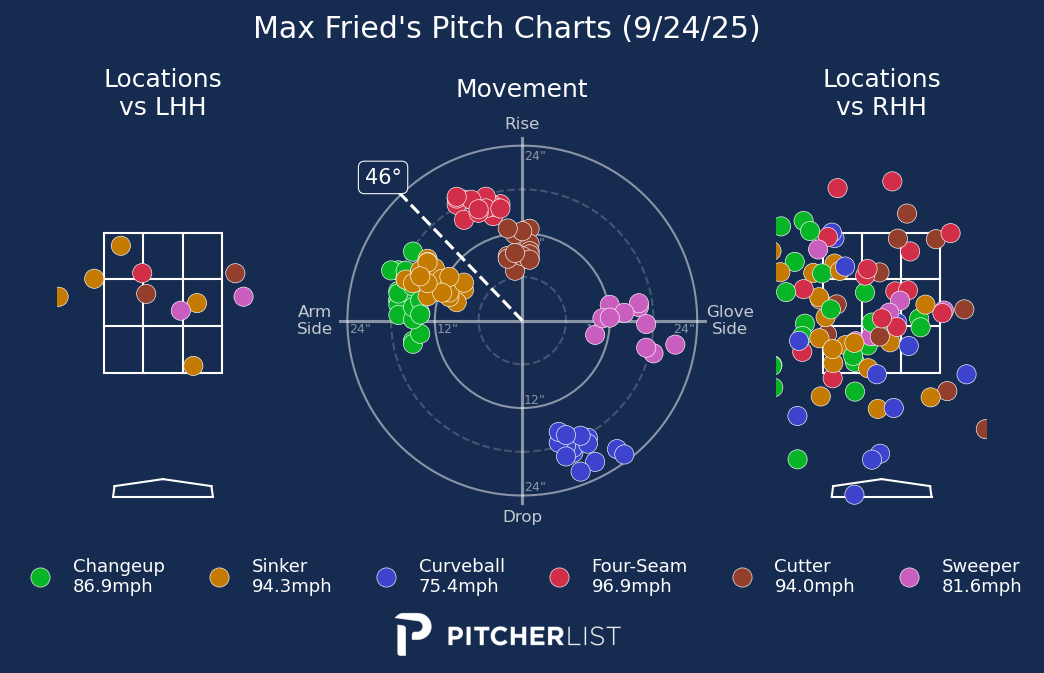 Max Fried's Pitch Charts (9/24/25)
Locations
vs LHH
Movement
Locations
vs RHH
Rise
24"
46°
Arm
Side
24"
12"
24"
Glove
Side
12"
24"
Drop
Changeup
86.9mph
Sinker
94.3mph
Curveball
75.4mph
Four-Seam
96.9mph
Cutter
94.0mph
Sweeper
81.6mph
PITCHERLIST